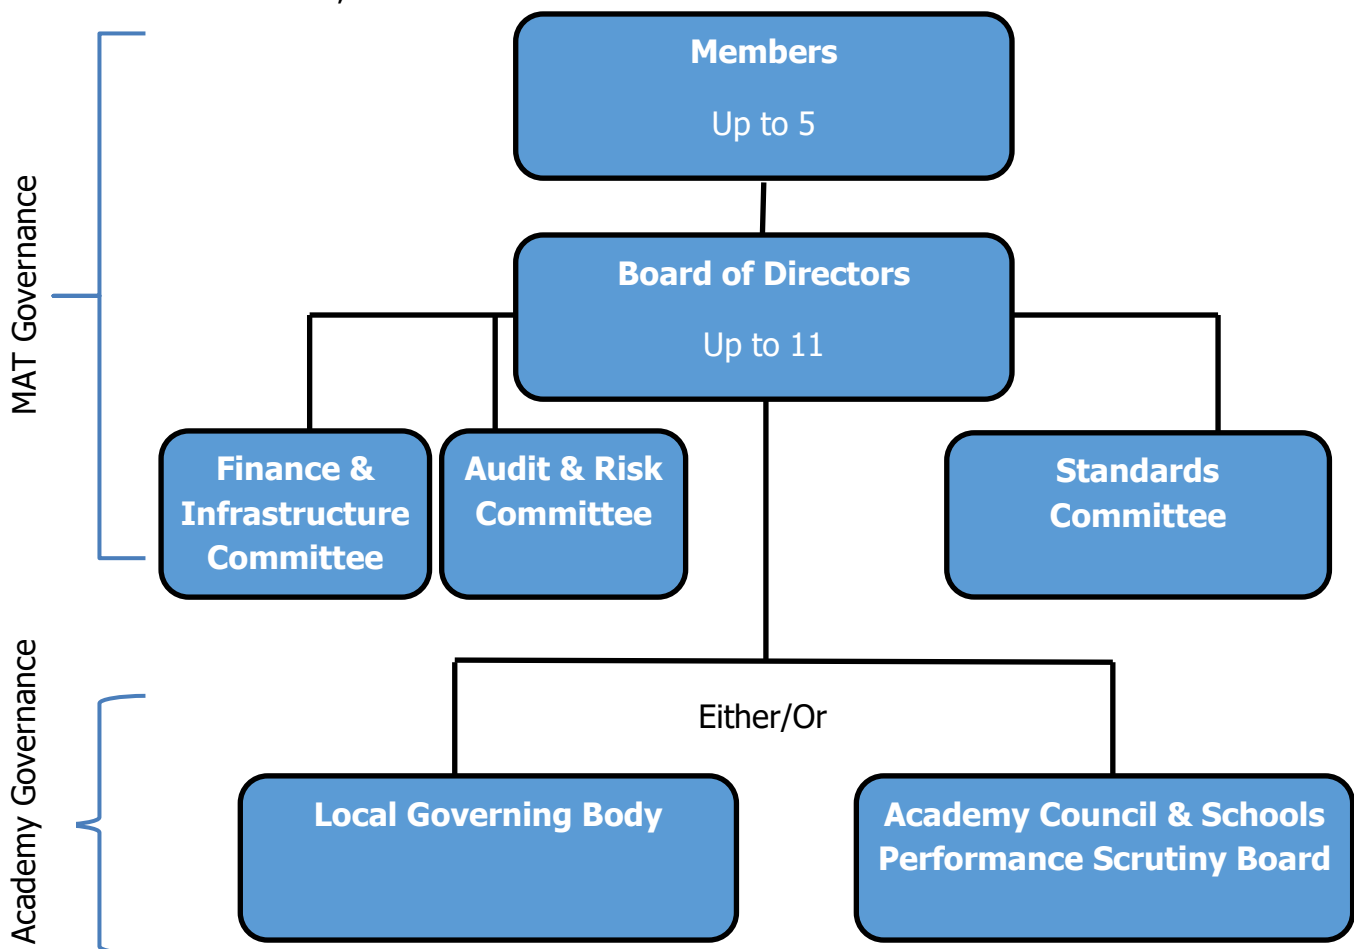 Members
Up to 5
Board of Directors
Up to 11
MAT Governance
Finance &
Infrastructure
Committee
Audit & Risk
Committee
Standards
Committee
Either/Or
Academy Governance
Local Governing Body
Academy Council & Schools
Performance Scrutiny Board